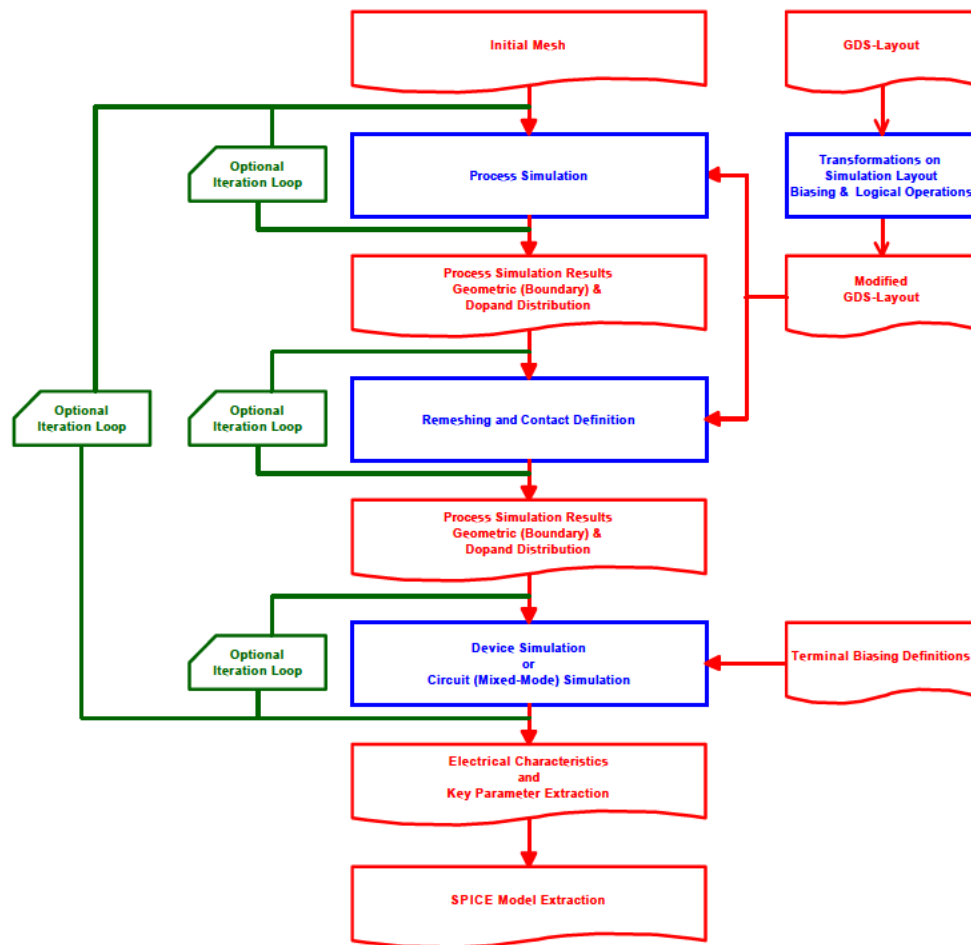 Initial Mesh
GDS-Layout
Optional
Iteration Loop
Process Simulation
Transformations on
Simulation Layout
Biasing & Logical Operations
Process Simulation Results
Geometric (Boundary) &
Dopand Distribution
Modified
GDS-Layout
Optional
Iteration Loop
Optional
Iteration Loop
Remeshing and Contact Definition
Process Simulation Results
Geometric (Boundary) &
Dopand Distribution
Optional
Iteration Loop
Device Simulation
or
Circuit (Mixed-Mode) Simulation
Terminal Biasing Definitions
Electrical Characteristics
and
Key Parameter Extraction
SPICE Model Extraction